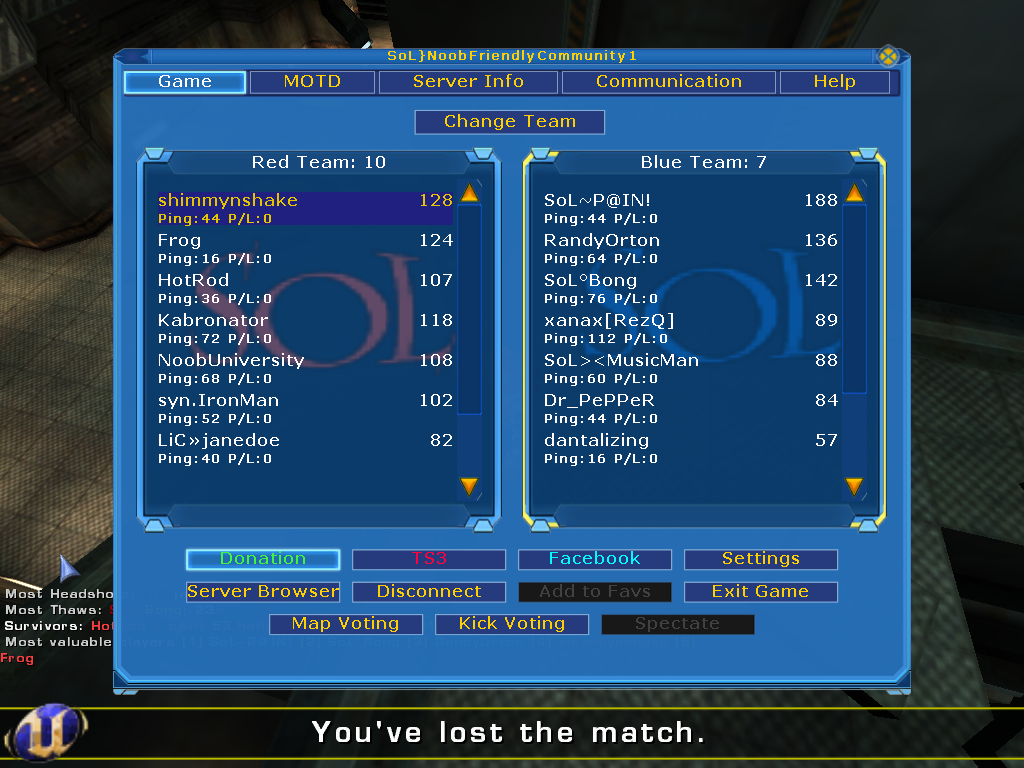 SoL}NoobFriendlyCommunity1
Game MOTD Server Info Communication Help
Change Team
Red Team: 10
shimmynshake 128
Ping:44 P/L:0
Frog 124
Ping:16 P/L:0
HotRod 107
Ping:36 P/L:0
Kabronator 118
Ping:72 P/L:0
NoobUniversity 108
Ping:68 P/L:0
syn.IronMan 102
Ping:52 P/L:0
LiC»janedoe 82
Ping:40 P/L:0
SoL
Blue Team: 7
SoL~P@IN! 188
Ping:44 P/L:0
RandyOrton 136
Ping:64 P/L:0
SoL°Bong 142
Ping:76 P/L:0
xanax[RezQ] 89
Ping:112 P/L:0
SoL><MusicMan 88
Ping:60 P/L:0
Dr_PePPeR 84
Ping:44 P/L:0
dantalizing 57
Ping:16 P/L:0
SoL
Donation TS3 Facebook Settings
Server Browser Disconnect Add to Favs Exit Game
Map Voting Kick Voting Spectate
Most Headsho
Most Thaws:
Survivors: Ho
Most valuable
Frog
You've lost the match.